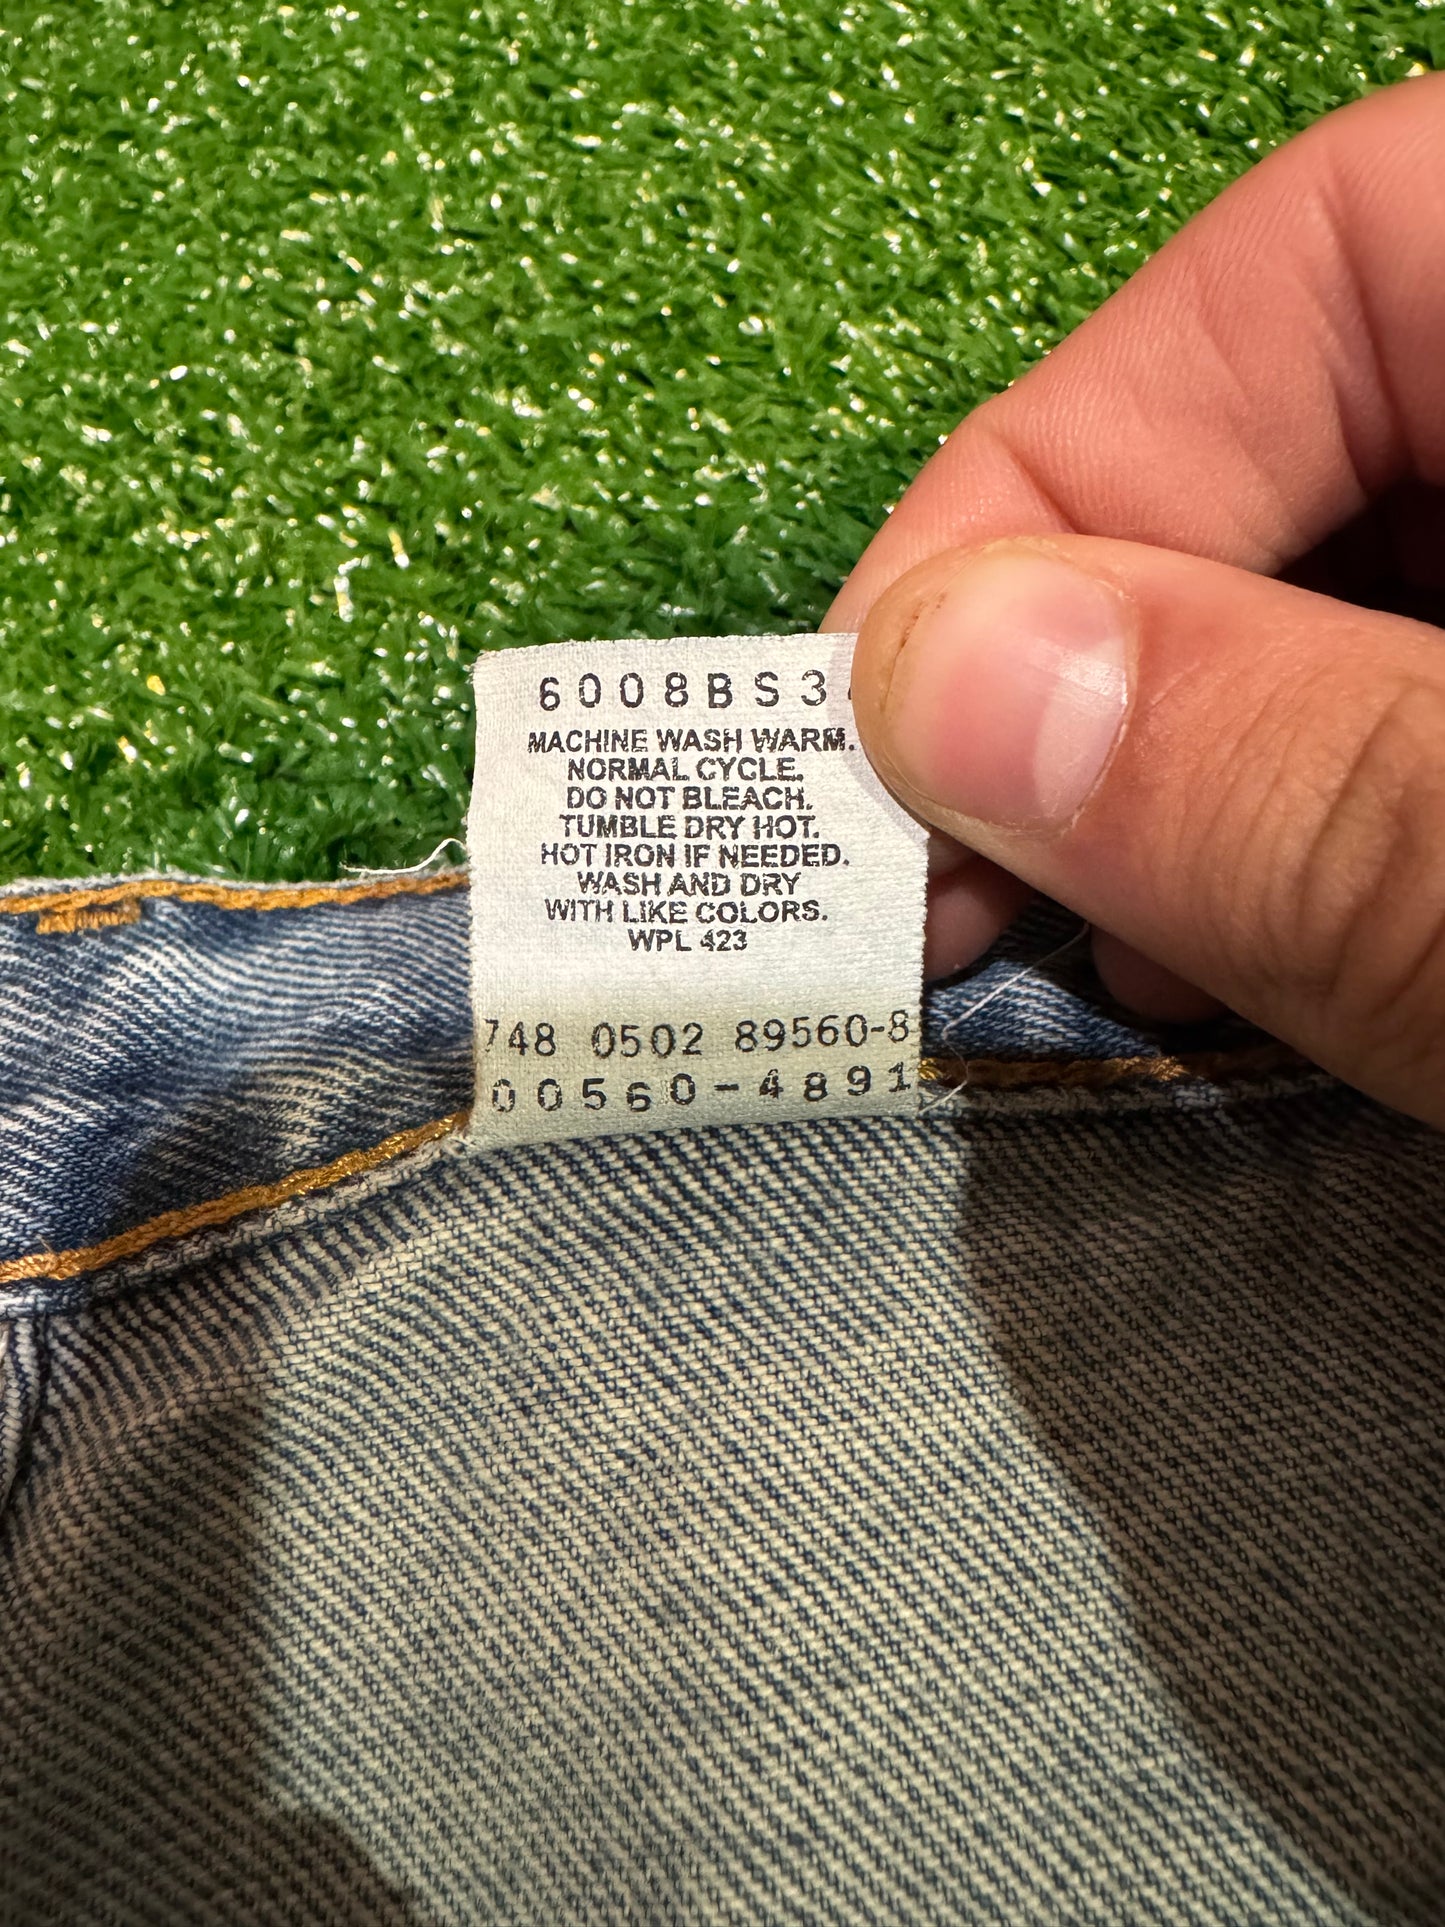 6008BS3
MACHINE WASH WARM.
NORMAL CYCLE.
DO NOT BLEACH.
TUMBLE DRY HOT.
HOT IRON IF NEEDED.
WASH AND DRY
WITH LIKE COLORS.
WPL 423
748 0502 89560-8
00560-4891